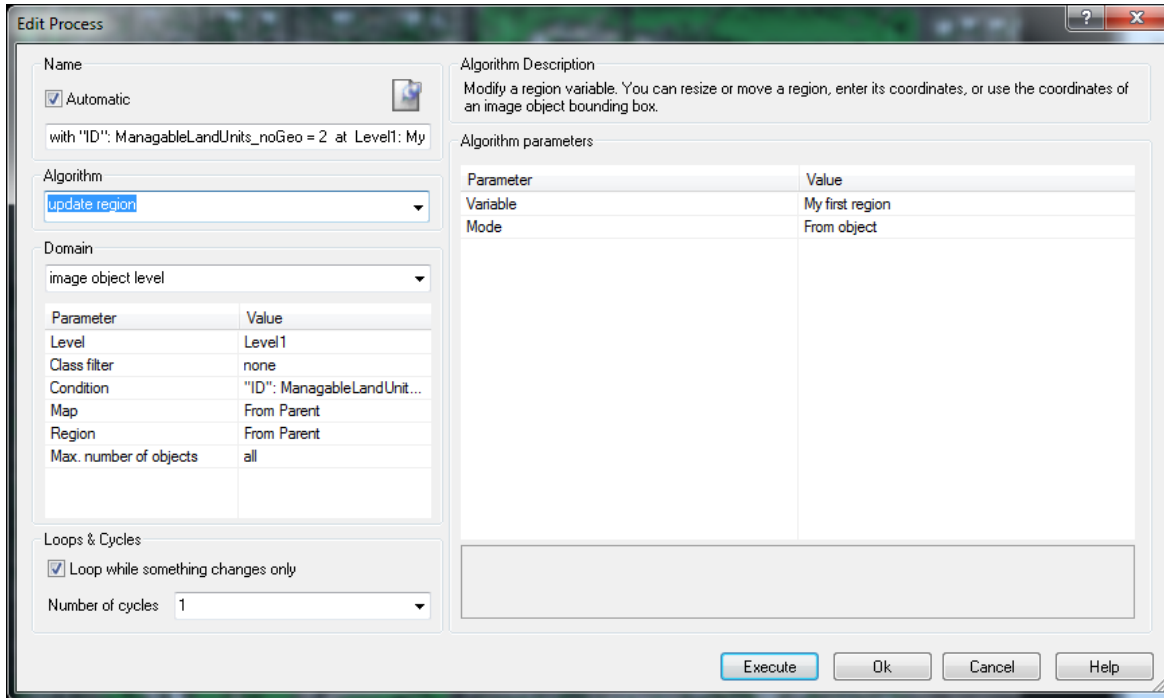 Edit Process
Name
Automatic
with "ID": ManagableLandUnits_noGeo = 2 at Level1: My
Algorithm
update region
Domain
image object level
Parameter Value
Level Level1
Class filter none
Condition "ID": ManagableLandUnit...
Map From Parent
Region From Parent
Max. number of objects all
Loops & Cycles
Loop while something changes only
Number of cycles 1
Algorithm Description
Modify a region variable. You can resize or move a region, enter its coordinates, or use the coordinates of
an image object bounding box.
Algorithm parameters
Parameter Value
Variable My first region
Mode From object
Execute Ok Cancel Help